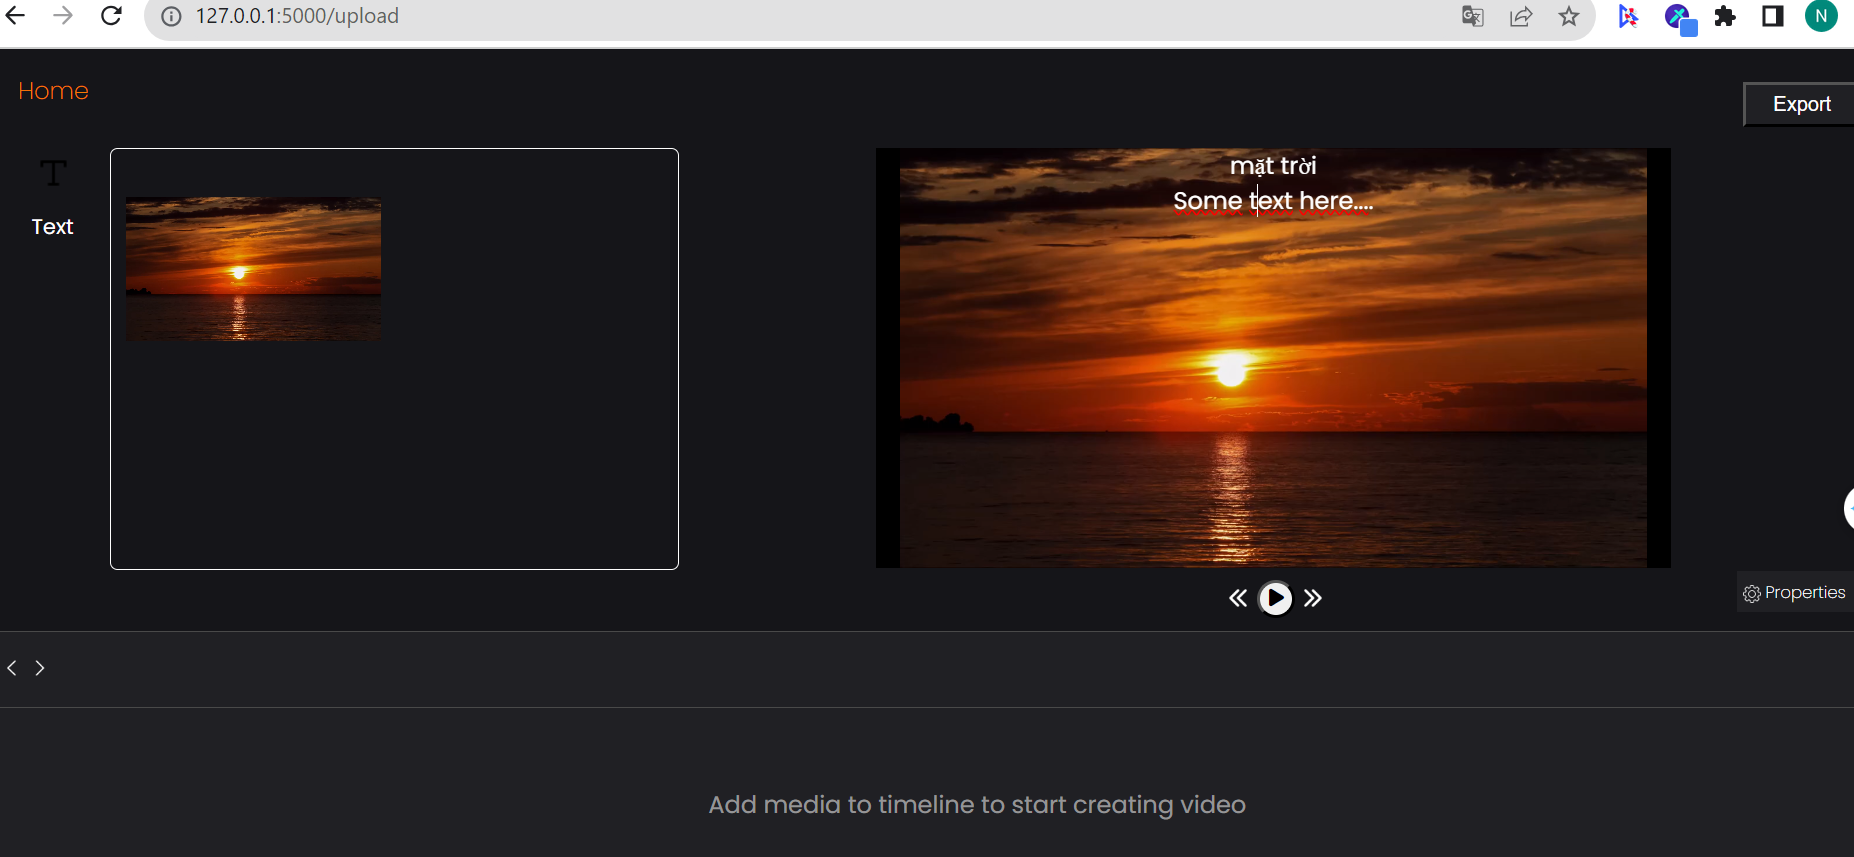 127.0.0.1:5000/upload
N
Home
Export
T
Text
mặt trời
Some text here....
Properties
Add media to timeline to start creating video